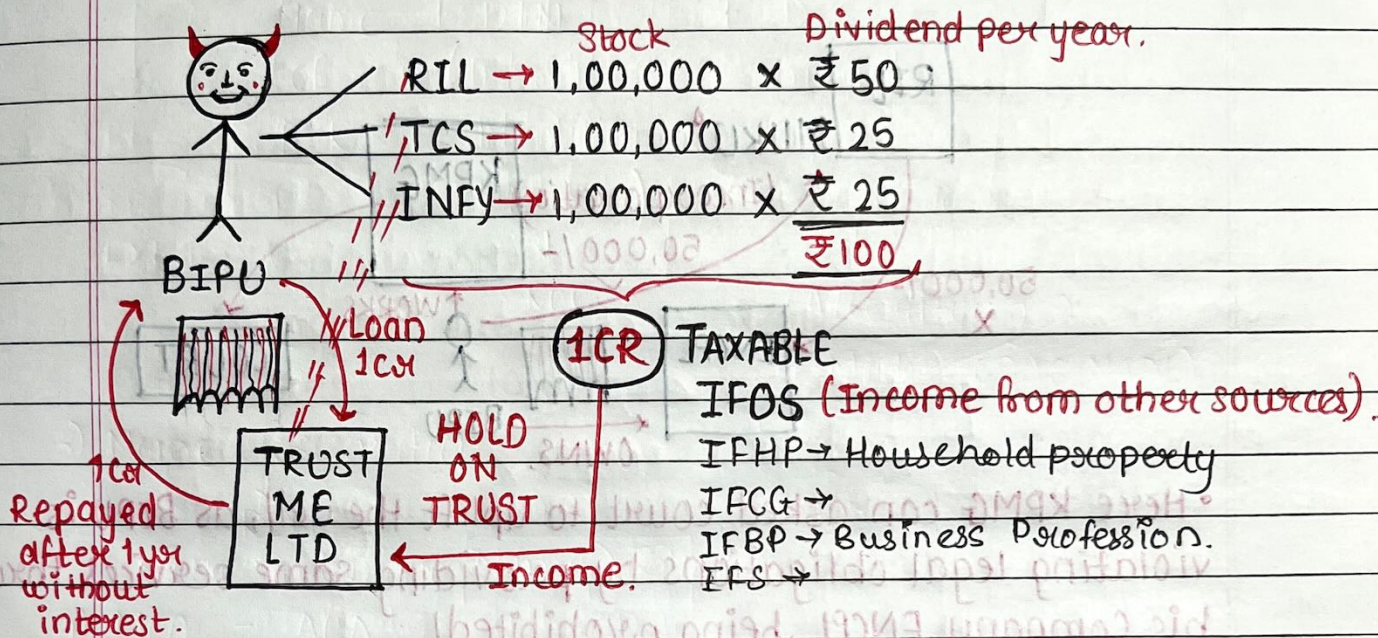 Stock Dividend per year.
RIL → 1,00,000 × ₹ 50
TCS → 1,00,000 × ₹ 25
INFY → 1,00,000 × ₹ 25
₹100
BIPU
Loan
1Cr
1CR TAXABLE
IFOS (Income from other sources).
IFHP → Household property
IFCG →
IFBP → Business Profession.
IFS →
HOLD
ON
TRUST
TRUST
ME
LTD
Income.
1Cr
Repayed
after 1yr
without
interest.